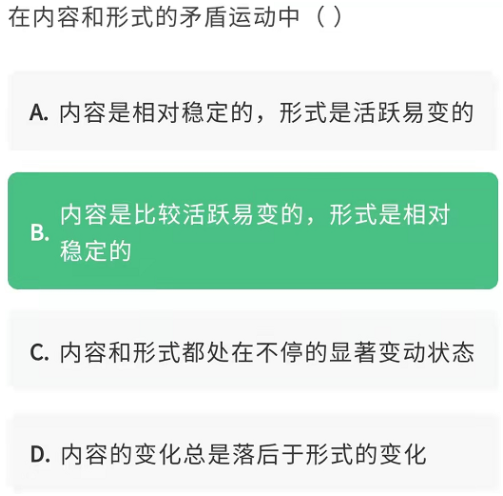 在内容和形式的矛盾运动中（ ）
A. 内容是相对稳定的，形式是活跃易变的
B. 内容是比较活跃易变的，形式是相对
稳定的
C. 内容和形式都处在不停的显著变动状态
D. 内容的变化总是落后于形式的变化